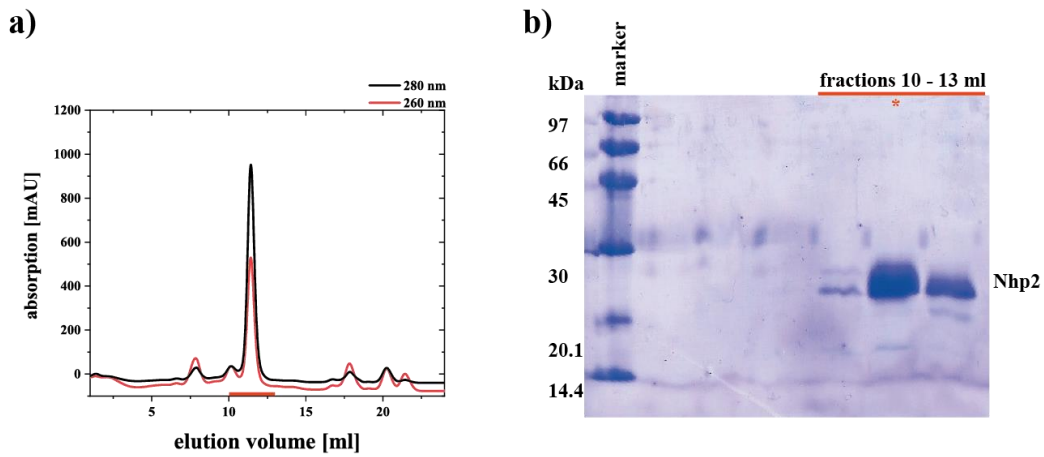 a)
280 nm
260 nm
1200
1000
800
600
400
200
0
5 10 15 20
absorption [mAU]
elution volume [ml]
b)
kDa
marker
fractions 10 - 13 ml
*
97
66
45
30
20.1
14.4
Nhp2